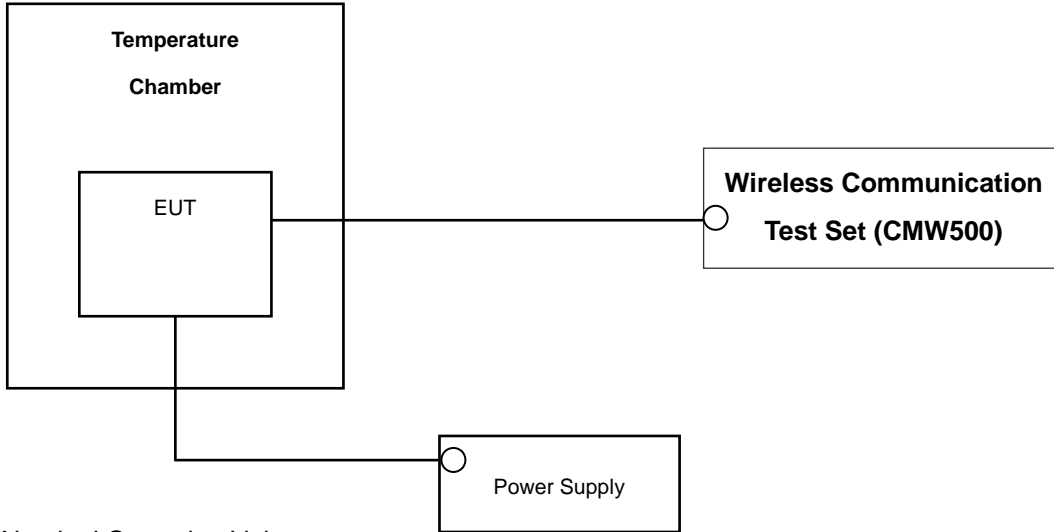 Temperature
Chamber
EUT
Wireless Communication
Test Set (CMW500)
Power Supply